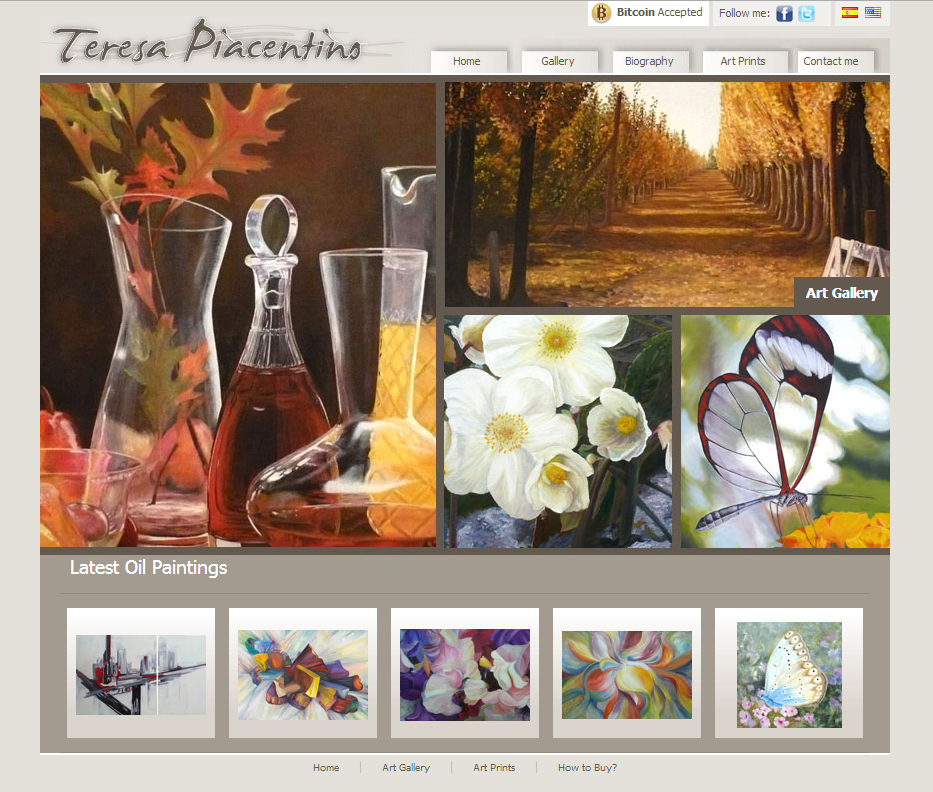 Bitcoin Accepted
Follow me:
Teresa Piacentino
Home
Gallery
Biography
Art Prints
Contact me
Art Gallery
Latest Oil Paintings
Home
Art Gallery
Art Prints
How to Buy?